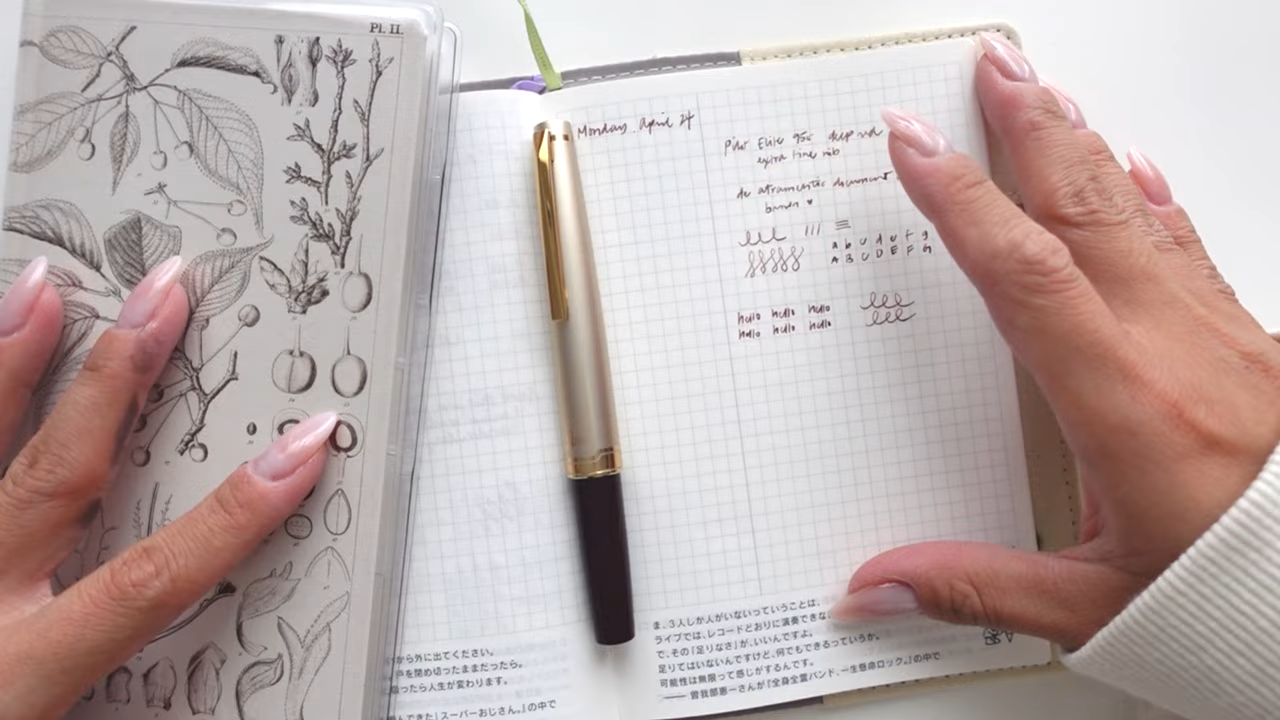 Pl. II.
Monday. april 24
Pilot Elite 95s deep red
extra fine nib
de atramentis document
brown ♥
a b c d e f g
A B C D E F G
hello hello hello
hello hello hello
から外に出てください。
戸を閉め切ったままだったら、
ったら人生が変わります。
『スーパーおじさん。』の中で
ま、3人しか人がいないっていうことは、
ライブでは、レコードとおりに演奏できな
で、その「足りなさ」が、いいんですよ。
足りてはいないんですけど、何でもできるっていうか。
可能性は無限って感じがするんです。
── 曽我部恵一さんが『全身全霊バンド、一生懸命ロック。』の中で